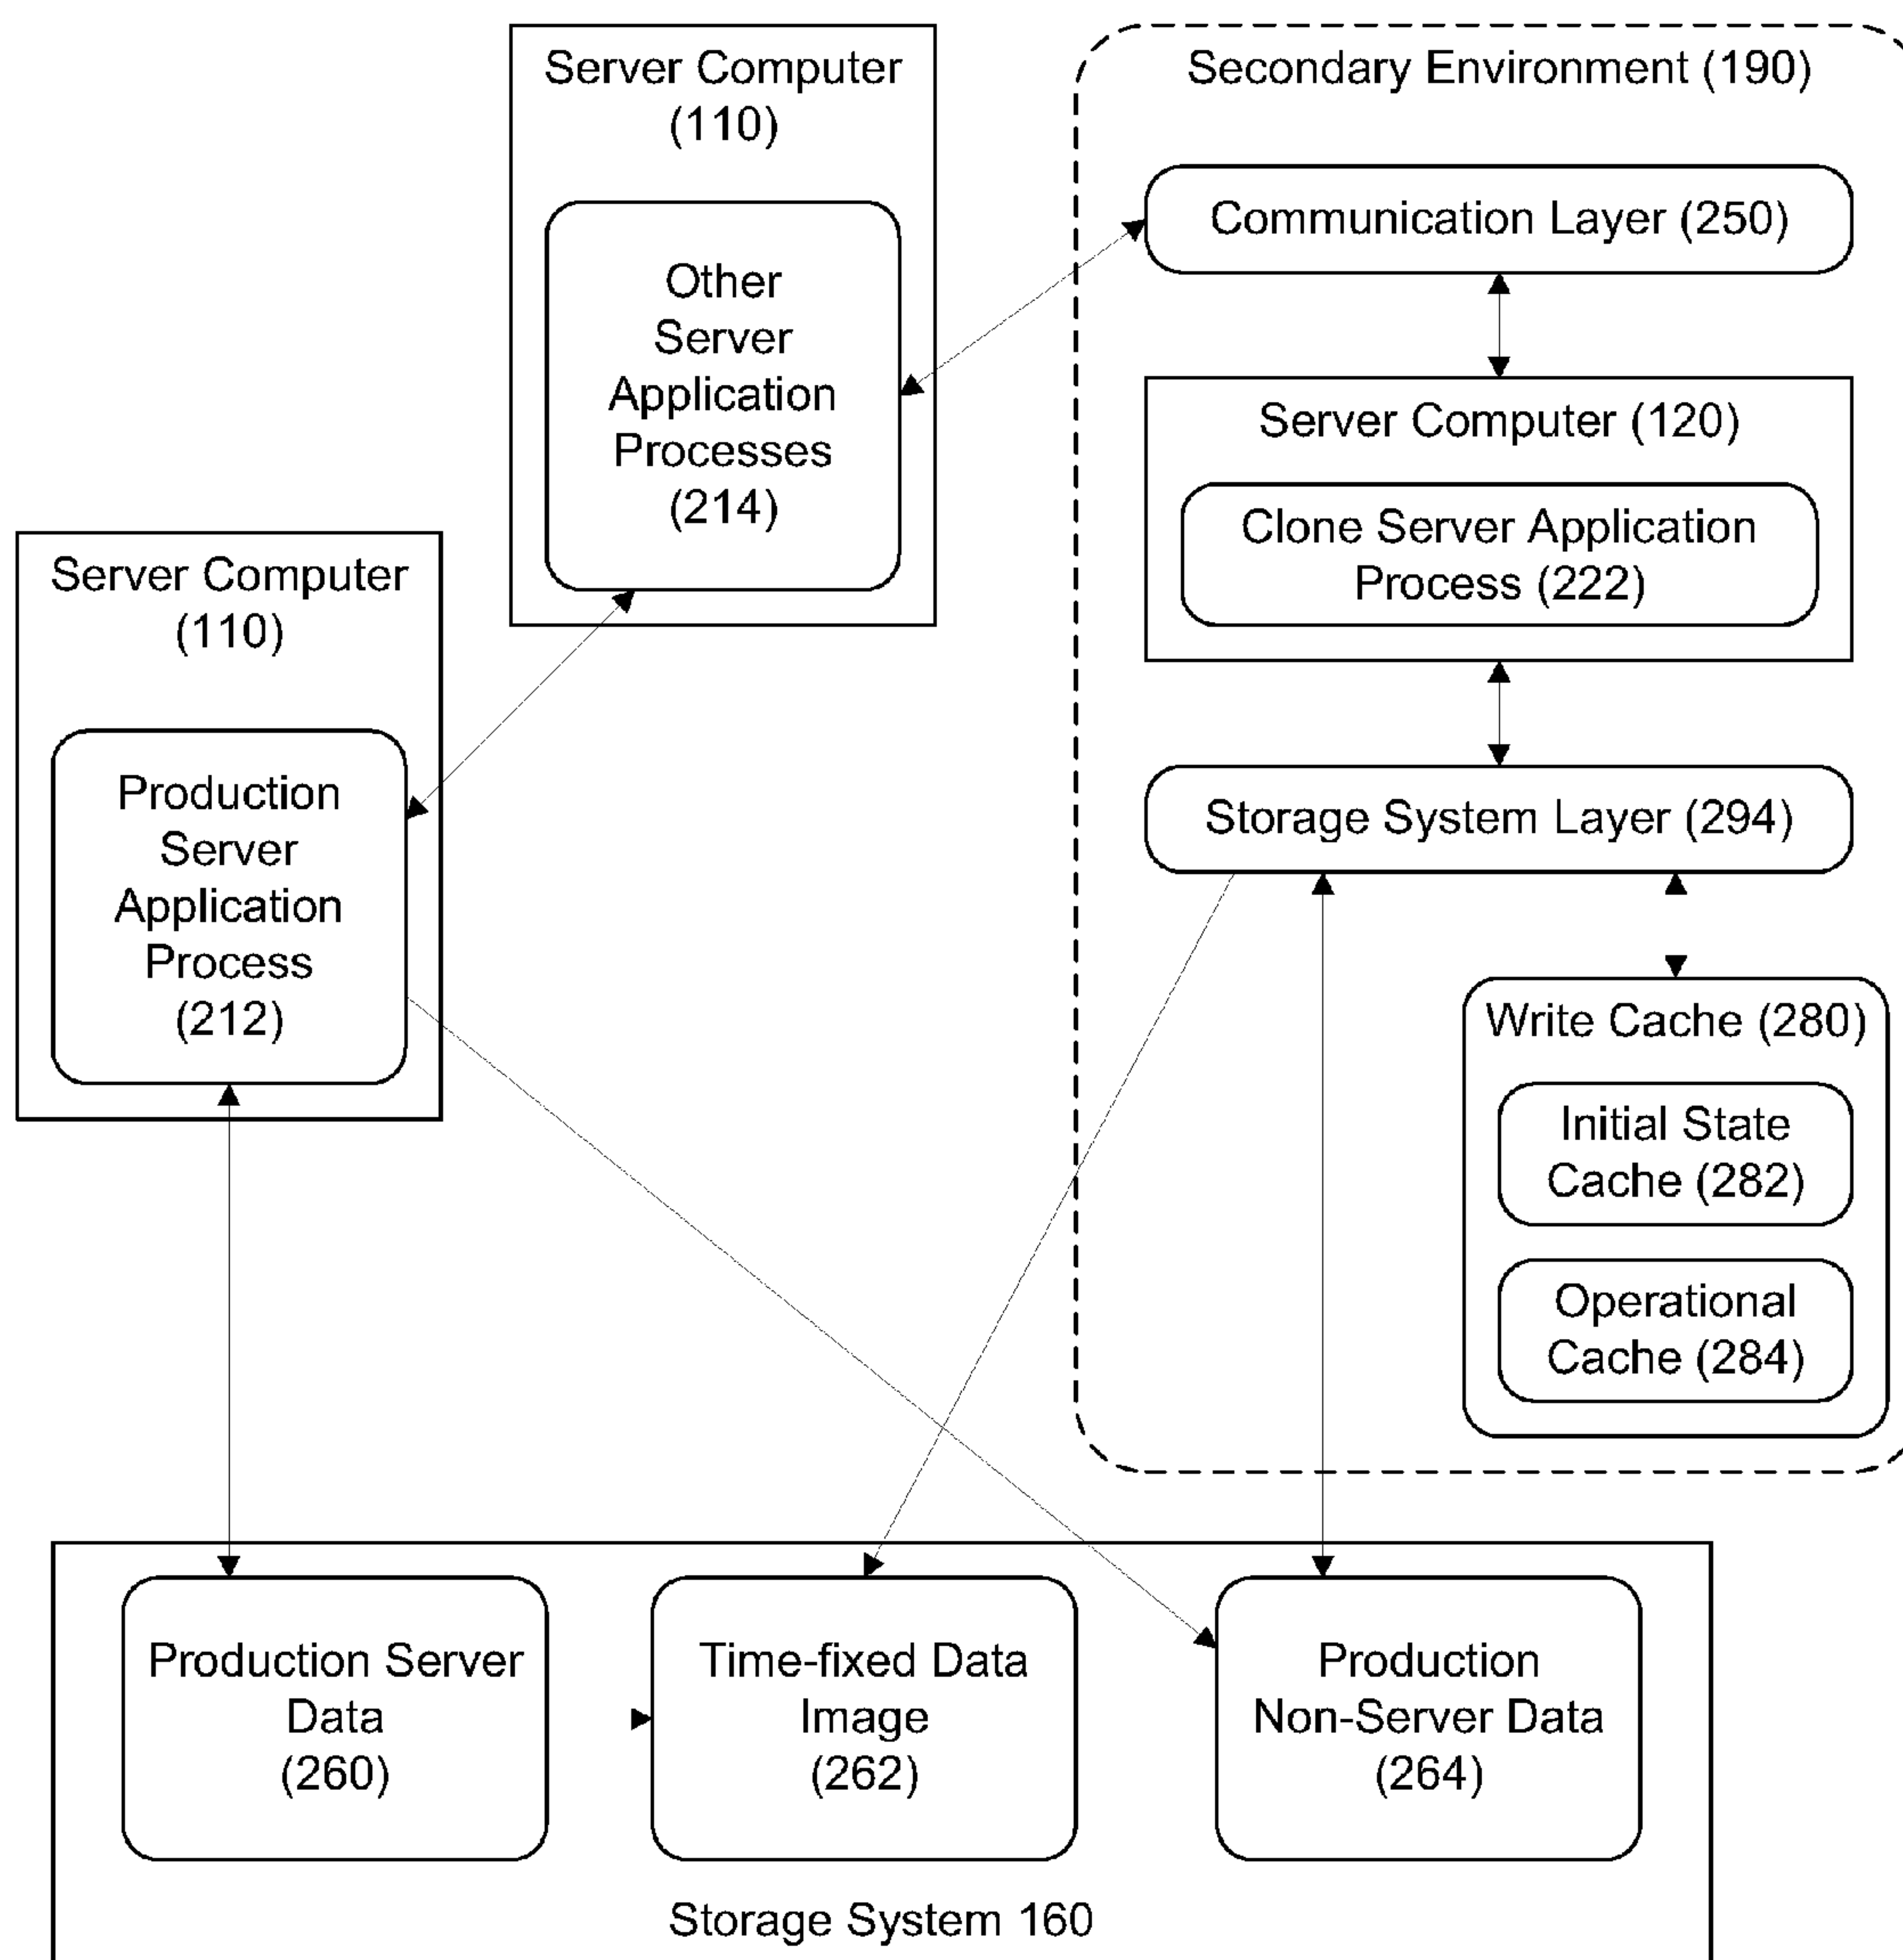 Server Computer
(110)
Other
Server
Application
Processes
(214)
Server Computer
(110)
Production
Server
Application
Process
(212)
Secondary Environment (190)
Communication Layer (250)
Server Computer (120)
Clone Server Application
Process (222)
Storage System Layer (294)
Write Cache (280)
Initial State
Cache (282)
Operational
Cache (284)
Production Server
Data
(260)
Time-fixed Data
Image
(262)
Production
Non-Server Data
(264)
Storage System 160